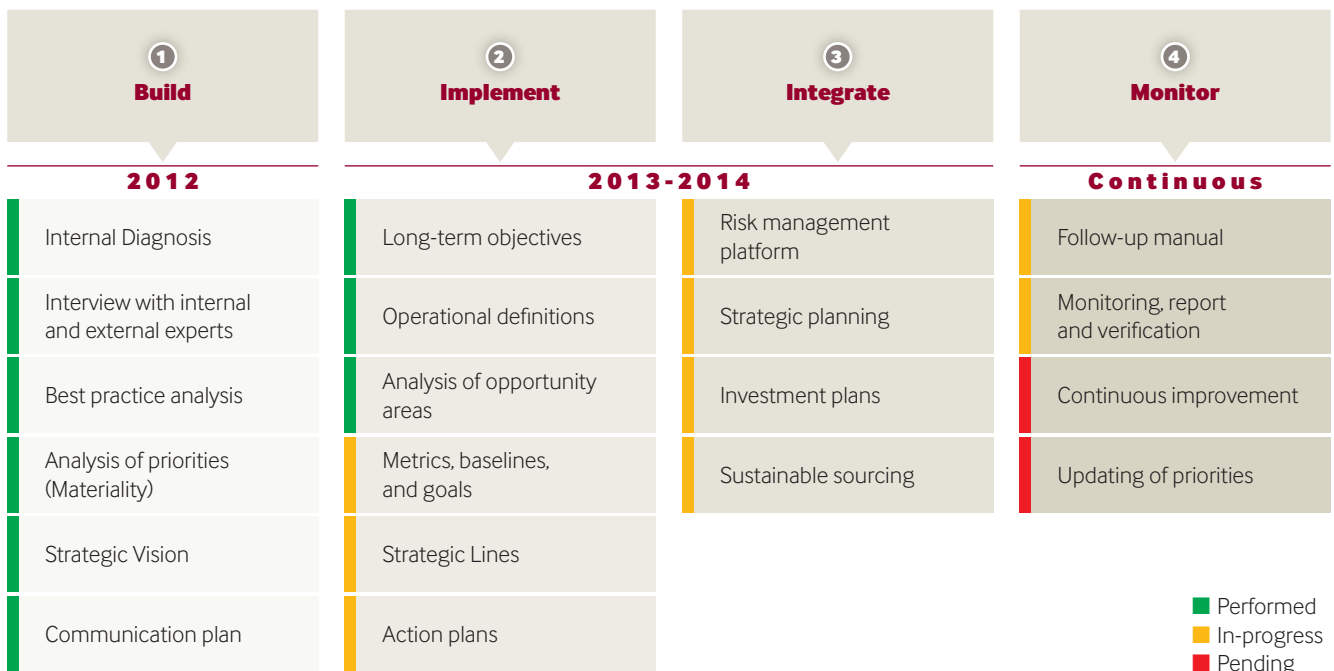 1
Build
2
Implement
3
Integrate
4
Monitor
2012
2013-2014
Continuous
Internal Diagnosis
Interview with internal
and external experts
Best practice analysis
Analysis of priorities
(Materiality)
Strategic Vision
Communication plan
Long-term objectives
Operational definitions
Analysis of opportunity
areas
Metrics, baselines,
and goals
Strategic Lines
Action plans
Risk management
platform
Strategic planning
Investment plans
Sustainable sourcing
Follow-up manual
Monitoring, report
and verification
Continuous improvement
Updating of priorities
Performed
In-progress
Pending